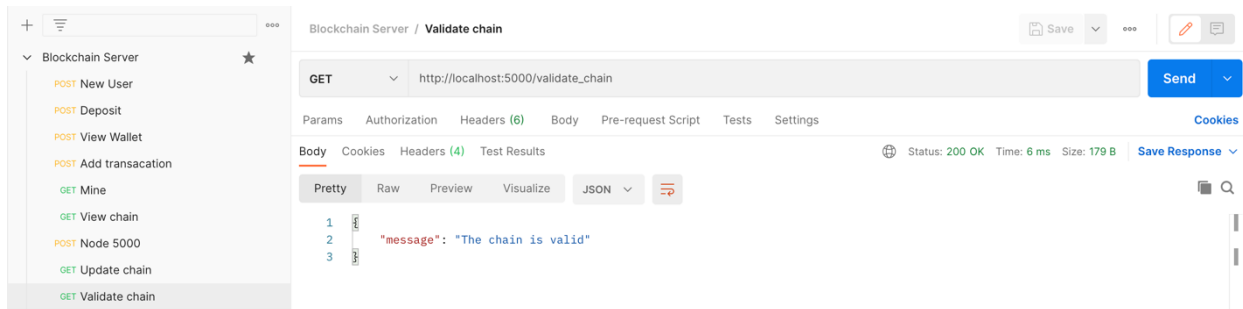 Blockchain Server
POST New User
POST Deposit
POST View Wallet
POST Add transacation
GET Mine
GET View chain
POST Node 5000
GET Update chain
GET Validate chain
Blockchain Server / Validate chain
Save
GET http://localhost:5000/validate_chain Send
Params Authorization Headers (6) Body Pre-request Script Tests Settings Cookies
Body Cookies Headers (4) Test Results Status: 200 OK Time: 6 ms Size: 179 B Save Response
Pretty Raw Preview Visualize JSON
1 {
2 "message": "The chain is valid"
3 }